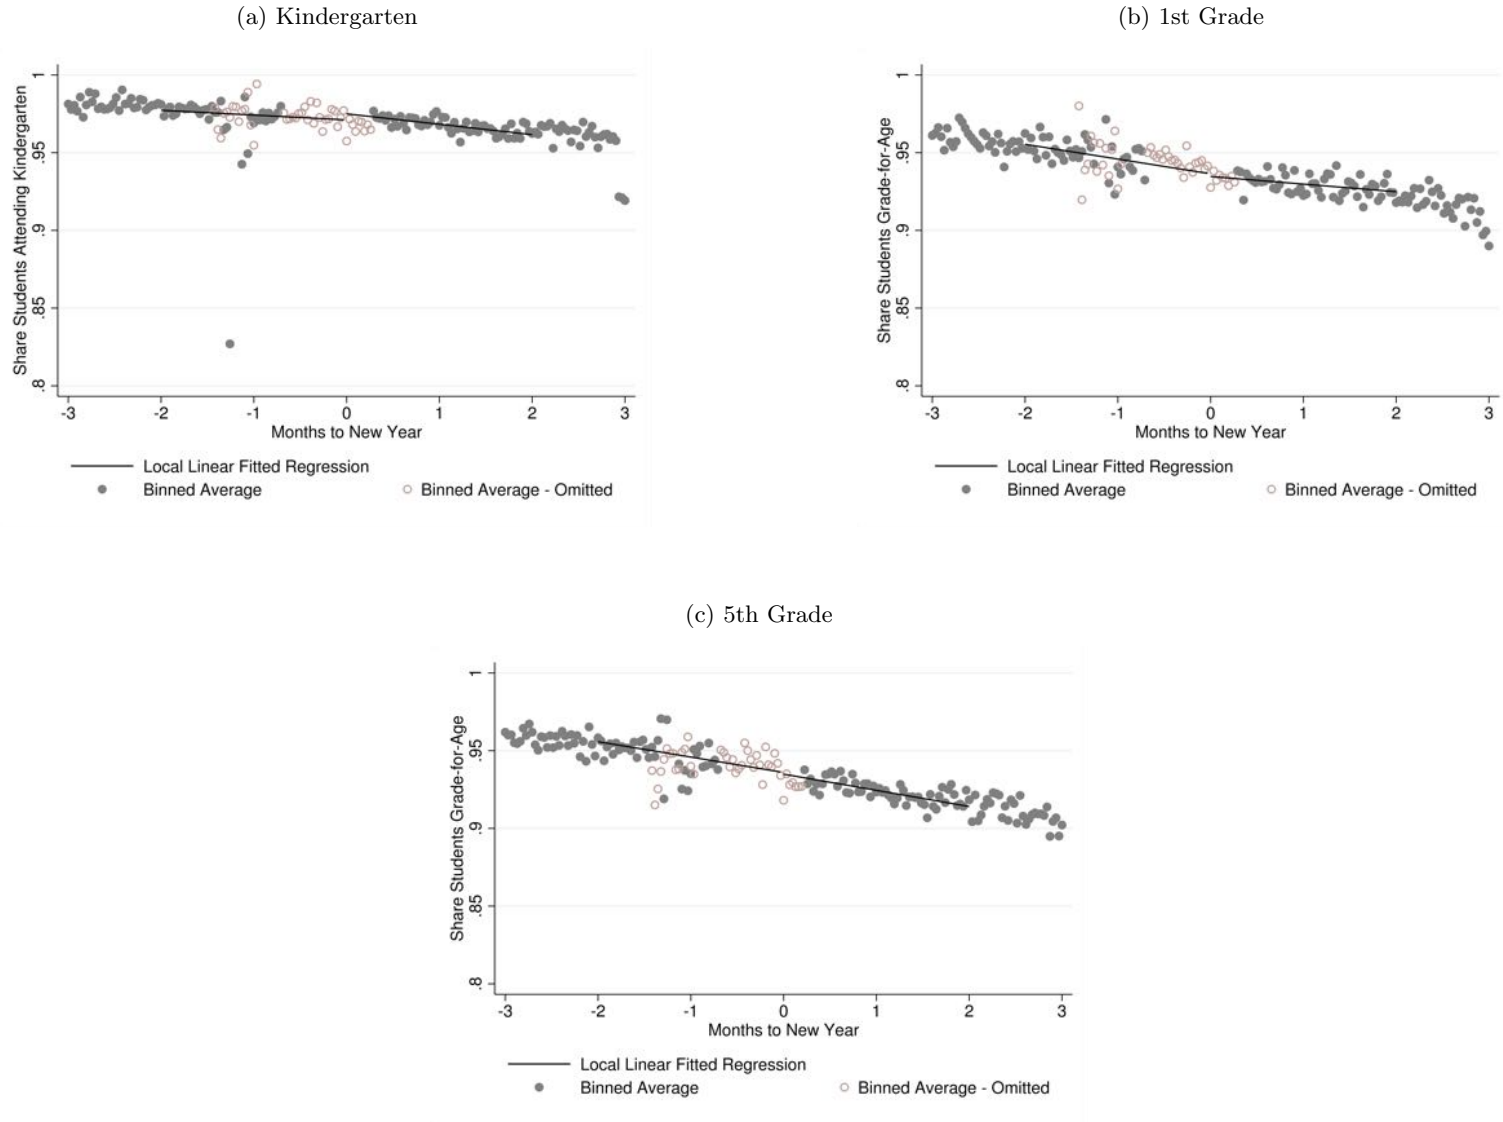 (a) Kindergarten
(b) 1st Grade
Share Students Attending Kindergarten
1
.95
.9
.85
.8
-3 -2 -1 0 1 2 3
Months to New Year
Local Linear Fitted Regression
Binned Average
Binned Average - Omitted
Share Students Grade-for-Age
1
.95
.9
.85
.8
-3 -2 -1 0 1 2 3
Months to New Year
Local Linear Fitted Regression
Binned Average
Binned Average - Omitted
(c) 5th Grade
Share Students Grade-for-Age
1
.95
.9
.85
.8
-3 -2 -1 0 1 2 3
Months to New Year
Local Linear Fitted Regression
Binned Average
Binned Average - Omitted